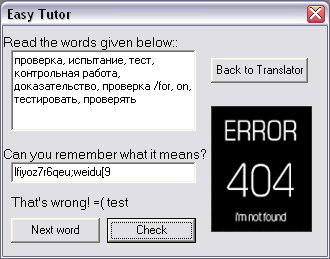 Easy Tutor
Read the words given below::
проверка, испытание, тест,
контрольная работа,
доказательство, проверка /for, on,
тестировать, проверять
Back to Translator
ERROR
404
i'm not found
Can you remember what it means?
lfiyoz7r6qeu;weidu[9
That's wrong! =( test
Next word
Check